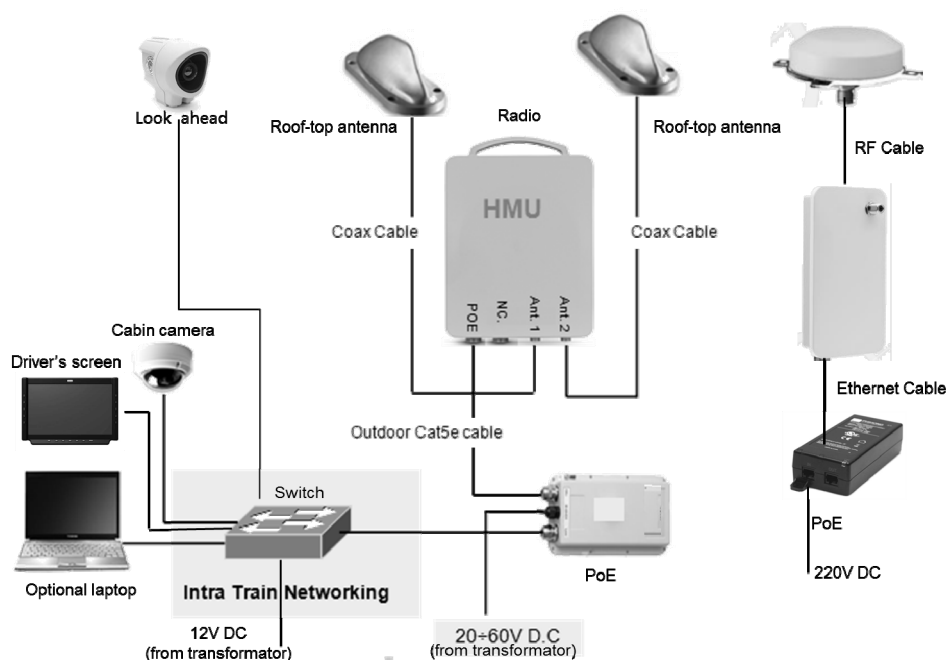 Look ahead
Roof-top antenna
Radio
Roof-top antenna
RF Cable
HMU
Coax Cable
Coax Cable
POE
NC.
Ant. 1
Ant. 2
Cabin camera
Driver's screen
Ethernet Cable
Outdoor Cat5e cable
Switch
PoE
PoE
Optional laptop
Intra Train Networking
220V DC
12V DC
(from transformator)
20÷60V D.C
(from transformator)